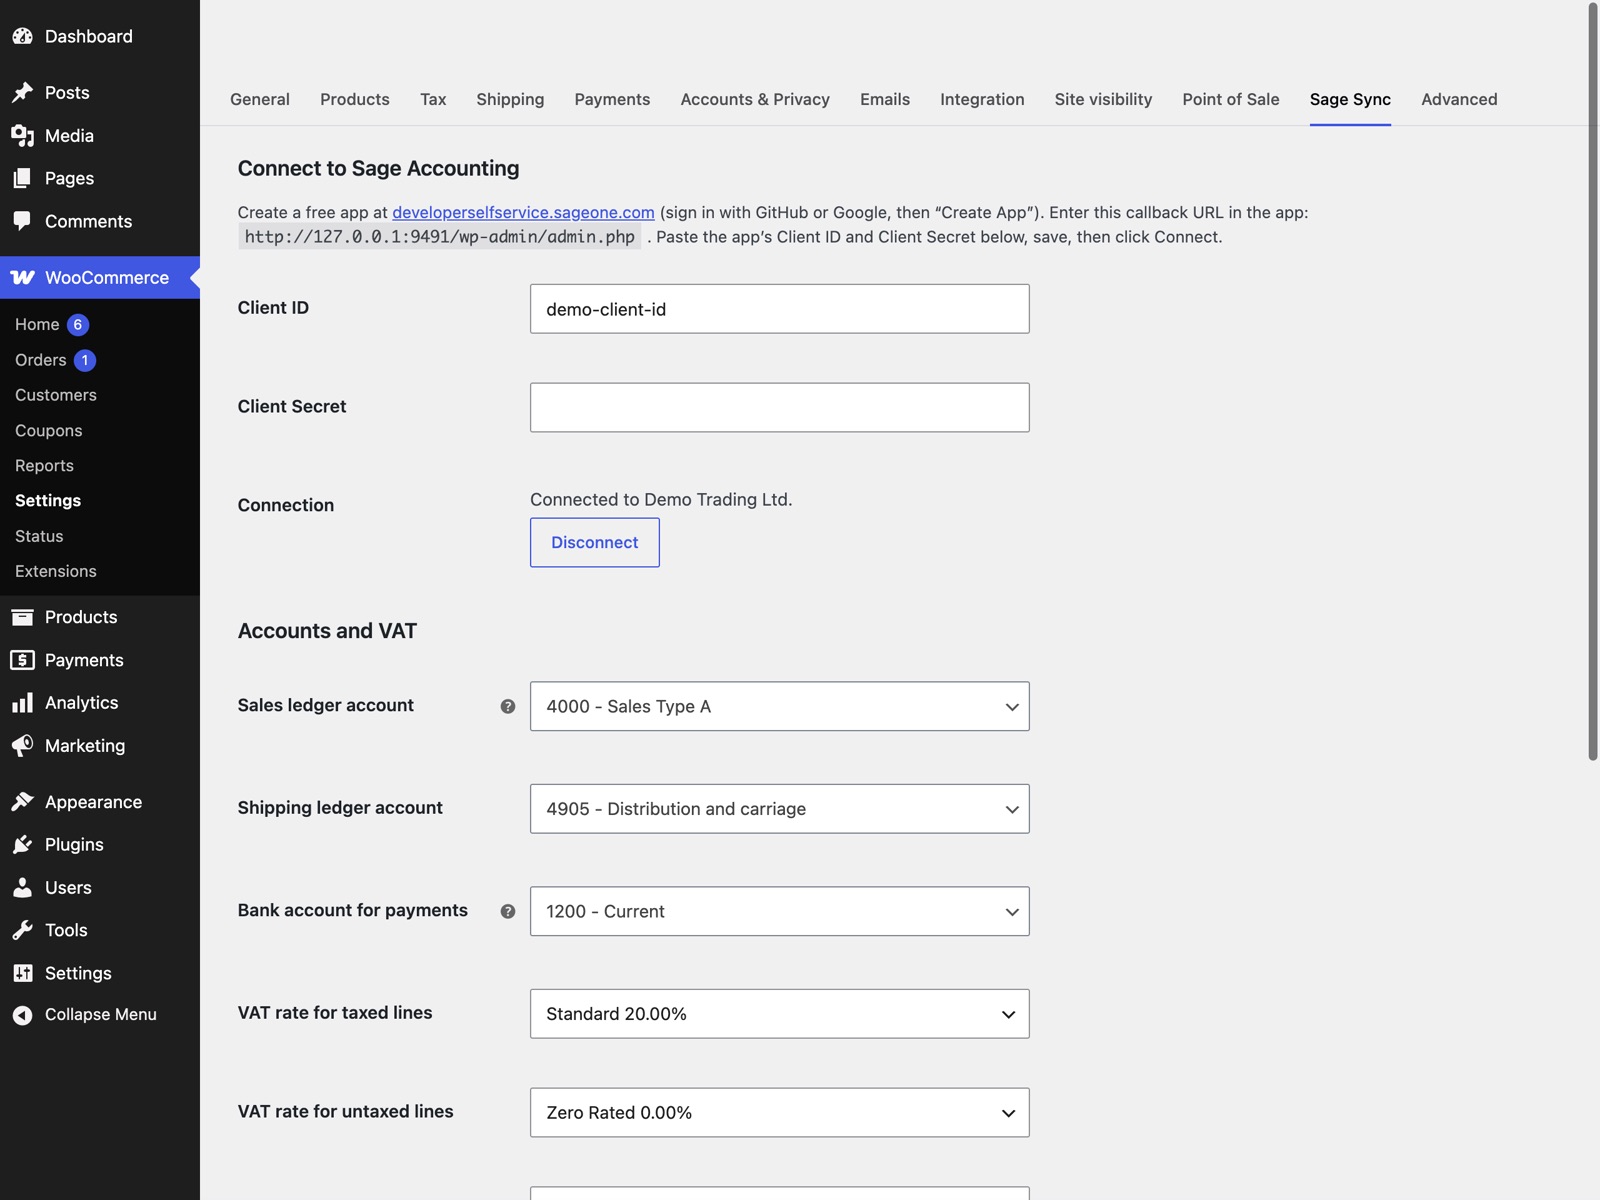 Dashboard
Posts
Media
Pages
Comments
WooCommerce
Home 6
Orders 1
Customers
Coupons
Reports
Settings
Status
Extensions
Products
Payments
Analytics
Marketing
Appearance
Plugins
Users
Tools
Settings
Collapse Menu
General Products Tax Shipping Payments Accounts & Privacy Emails Integration Site visibility Point of Sale Sage Sync Advanced
Connect to Sage Accounting
Create a free app at developerselfservice.sageone.com (sign in with GitHub or Google, then “Create App”). Enter this callback URL in the app:
http://127.0.0.1:9491/wp-admin/admin.php . Paste the app’s Client ID and Client Secret below, save, then click Connect.
Client ID demo-client-id
Client Secret
Connection Connected to Demo Trading Ltd.
Disconnect
Accounts and VAT
Sales ledger account ? 4000 - Sales Type A
Shipping ledger account 4905 - Distribution and carriage
Bank account for payments ? 1200 - Current
VAT rate for taxed lines Standard 20.00%
VAT rate for untaxed lines Zero Rated 0.00%